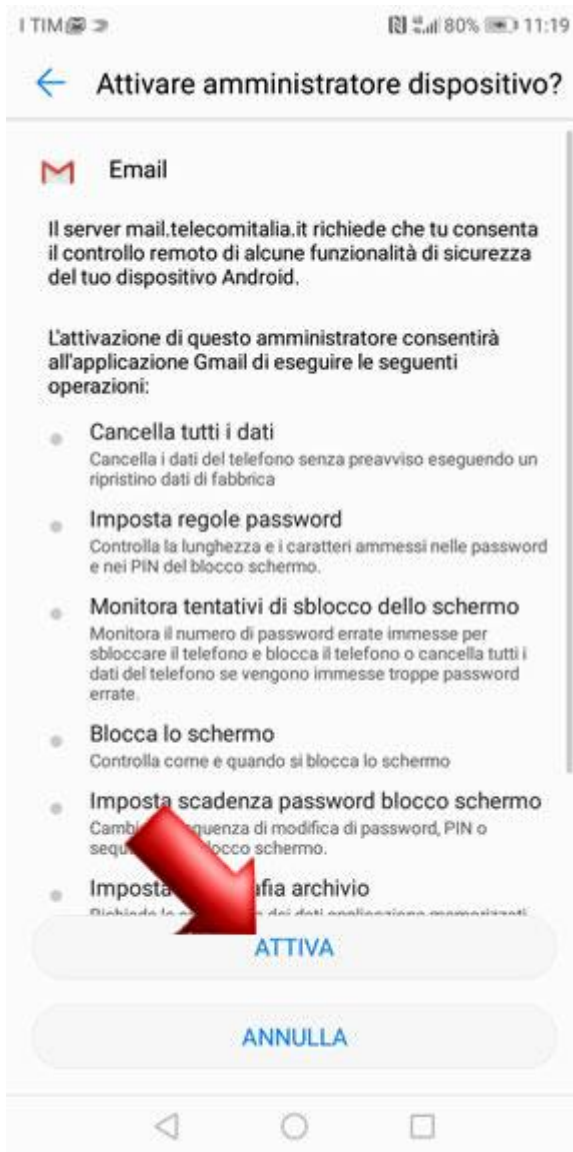 I TIM 80% 11:19
Attivare amministratore dispositivo?
Email
Il server mail.telecomitalia.it richiede che tu consenta
il controllo remoto di alcune funzionalità di sicurezza
del tuo dispositivo Android.
L'attivazione di questo amministratore consentirà
all'applicazione Gmail di eseguire le seguenti
operazioni:
Cancella tutti i dati
Cancella i dati del telefono senza preavviso eseguendo un
ripristino dati di fabbrica
Imposta regole password
Controlla la lunghezza e i caratteri ammessi nelle password
e nei PIN del blocco schermo.
Monitora tentativi di sblocco dello schermo
Monitora il numero di password errate immesse per
sbloccare il telefono e blocca il telefono o cancella tutti i
dati del telefono se vengono immesse troppe password
errate.
Blocca lo schermo
Controlla come e quando si blocca lo schermo
Imposta scadenza password blocco schermo
di modifica di password, PIN o
schermo.
Imposta archivio
ATTIVA
ANNULLA